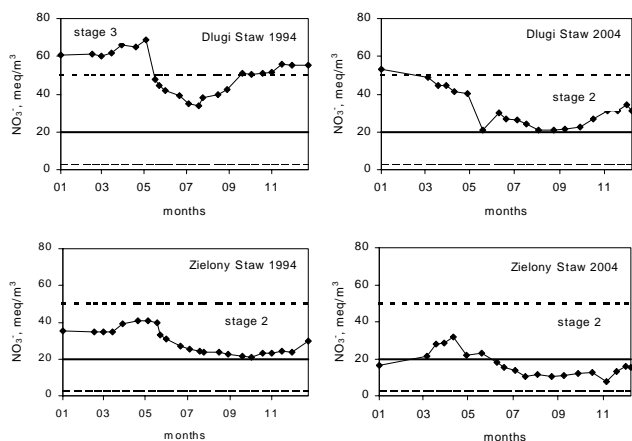 80
60
40
20
0
NO₃⁻, meq/m³
stage 3
Dlugi Staw 1994
01 03 05 07 09 11
months
80
60
40
20
0
NO₃⁻, meq/m³
Dlugi Staw 2004
stage 2
01 03 05 07 09 11
months
80
60
40
20
0
NO₃⁻, meq/m³
Zielony Staw 1994
stage 2
01 03 05 07 09 11
months
80
60
40
20
0
NO₃⁻, meq/m³
Zielony Staw 2004
stage 2
01 03 05 07 09 11
months